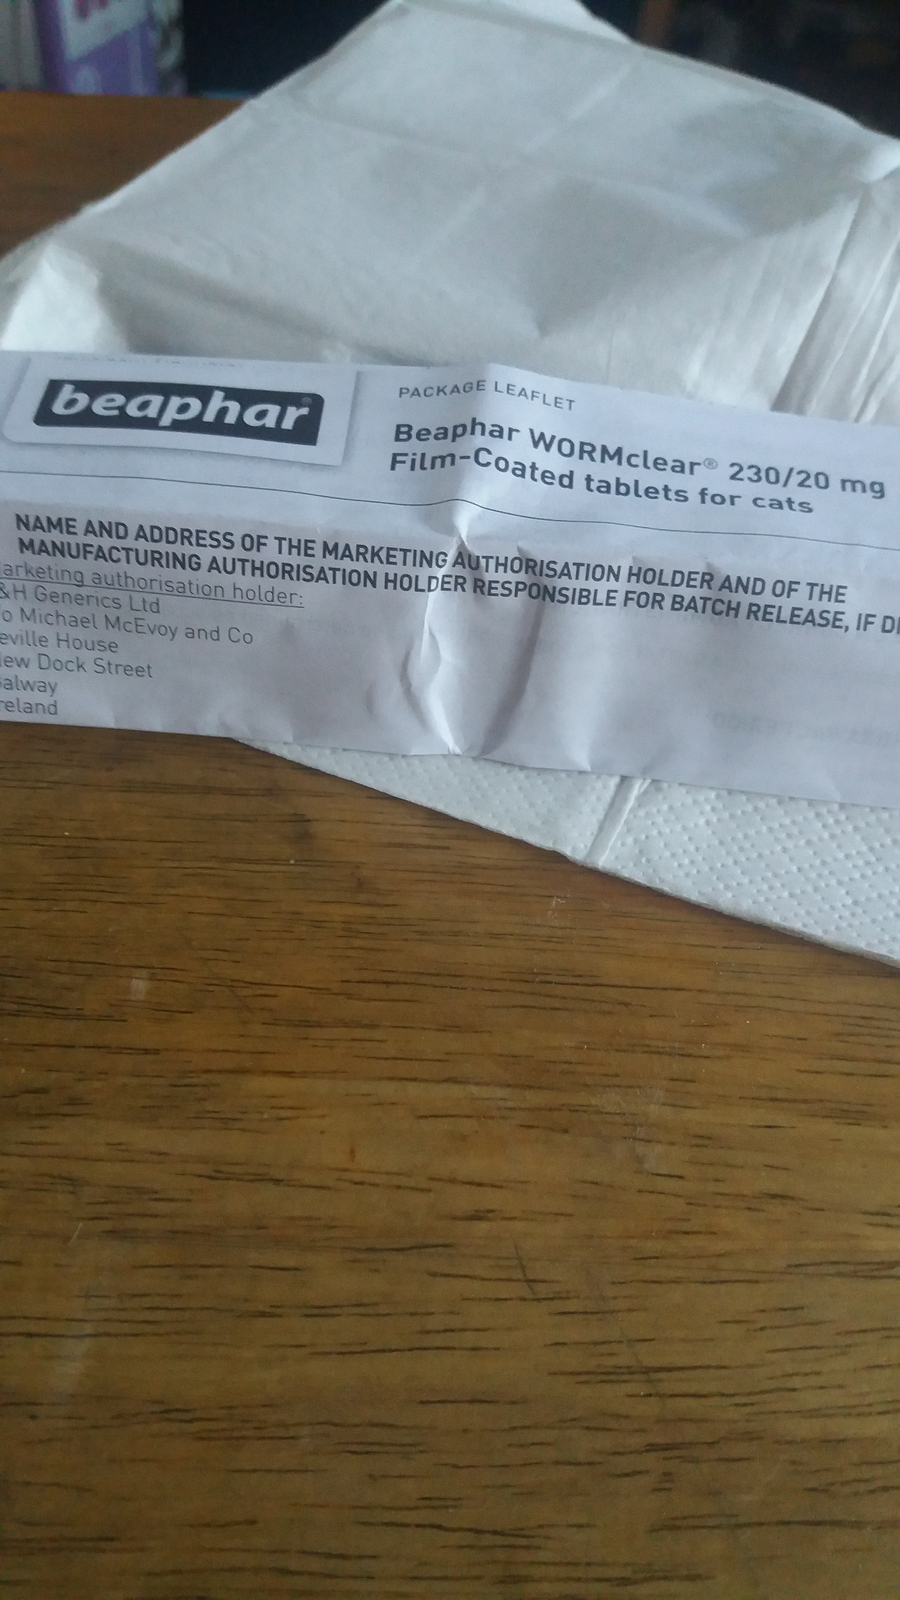 beaphar®
PACKAGE LEAFLET
Beaphar WORMclear® 230/20 mg
Film-Coated tablets for cats
NAME AND ADDRESS OF THE MARKETING AUTHORISATION HOLDER AND OF THE
MANUFACTURING AUTHORISATION HOLDER RESPONSIBLE FOR BATCH RELEASE, IF DI
arketing authorisation holder:
&H Generics Ltd
o Michael McEvoy and Co
eville House
ew Dock Street
alway
reland